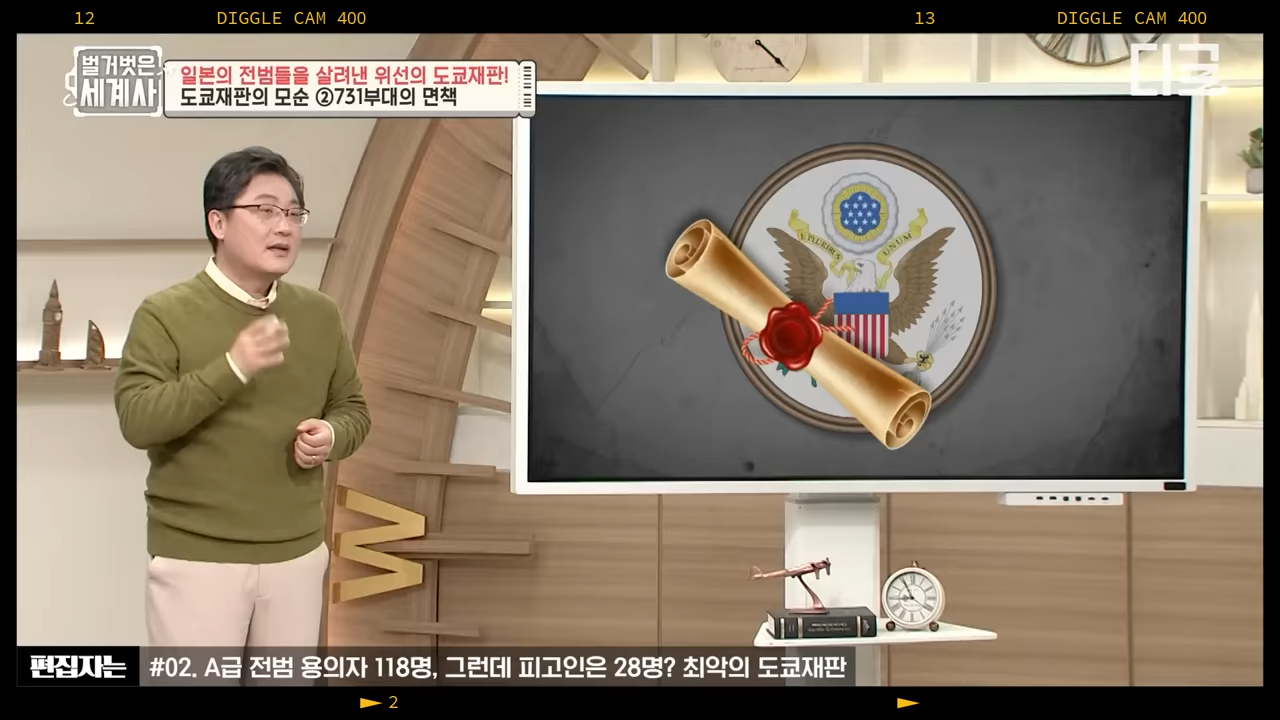 12
DIGGLE CAM 400
13
DIGGLE CAM 400
벌거벗은
세계사
일본의 전범들을 살려낸 위선의 도쿄재판!
도쿄재판의 모순 ②731부대의 면책
디글
E PLURIBUS
UNUM
W
편집자는
#02. A급 전범 용의자 118명, 그런데 피고인은 28명? 최악의 도쿄재판
2